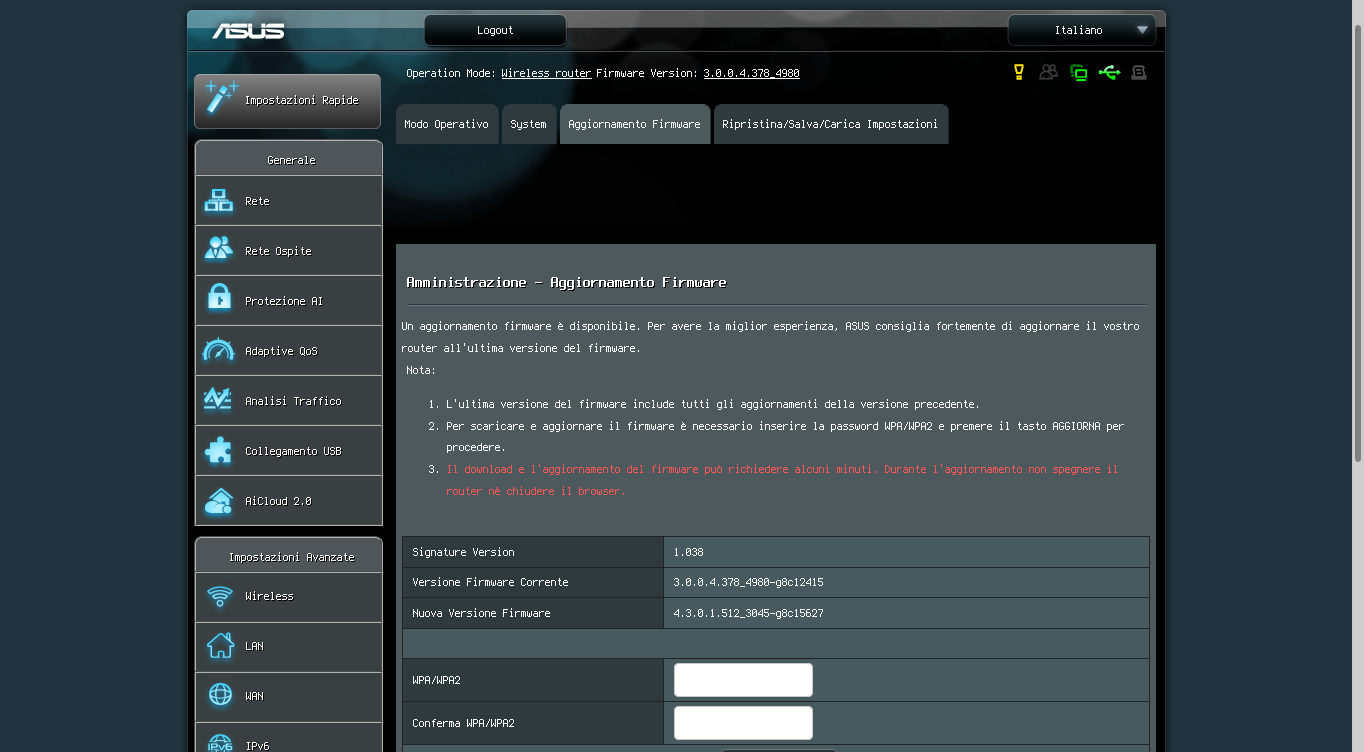 ASUS
Logout
Italiano
Operation Mode: Wireless router Firmware Version: 3.0.0.4.378_4980
Impostazioni Rapide
Modo Operativo
System
Aggiornamento Firmware
Ripristina/Salva/Carica Impostazioni
Generale
Rete
Rete Ospite
Protezione AI
Adaptive QoS
Analisi Traffico
Collegamento USB
AiCloud 2.0
Impostazioni Avanzate
Wireless
LAN
WAN
IPv6
Amministrazione - Aggiornamento Firmware
Un aggiornamento firmware è disponibile. Per avere la miglior esperienza, ASUS consiglia fortemente di aggiornare il vostro
router all'ultima versione del firmware.
Nota:
1. L'ultima versione del firmware include tutti gli aggiornamenti della versione precedente.
2. Per scaricare e aggiornare il firmware è necessario inserire la password WPA/WPA2 e premere il tasto AGGIORNA per
procedere.
3. Il download e l'aggiornamento del firmware può richiedere alcuni minuti. Durante l'aggiornamento non spegnere il
router nè chiudere il browser.
Signature Version 1.038
Versione Firmware Corrente 3.0.0.4.378_4980-g8c12415
Nuova Versione Firmware 4.3.0.1.512_3045-g8c15627
WPA/WPA2
Conferma WPA/WPA2